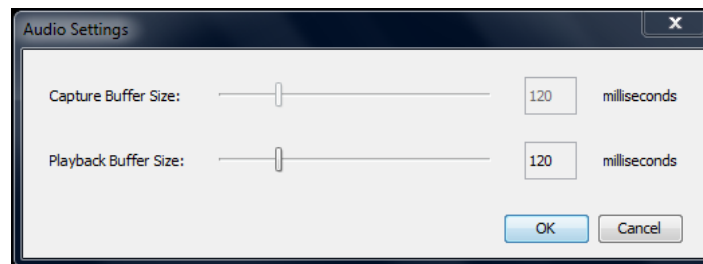 Audio Settings
Capture Buffer Size: 120 milliseconds
Playback Buffer Size: 120 milliseconds
OK Cancel